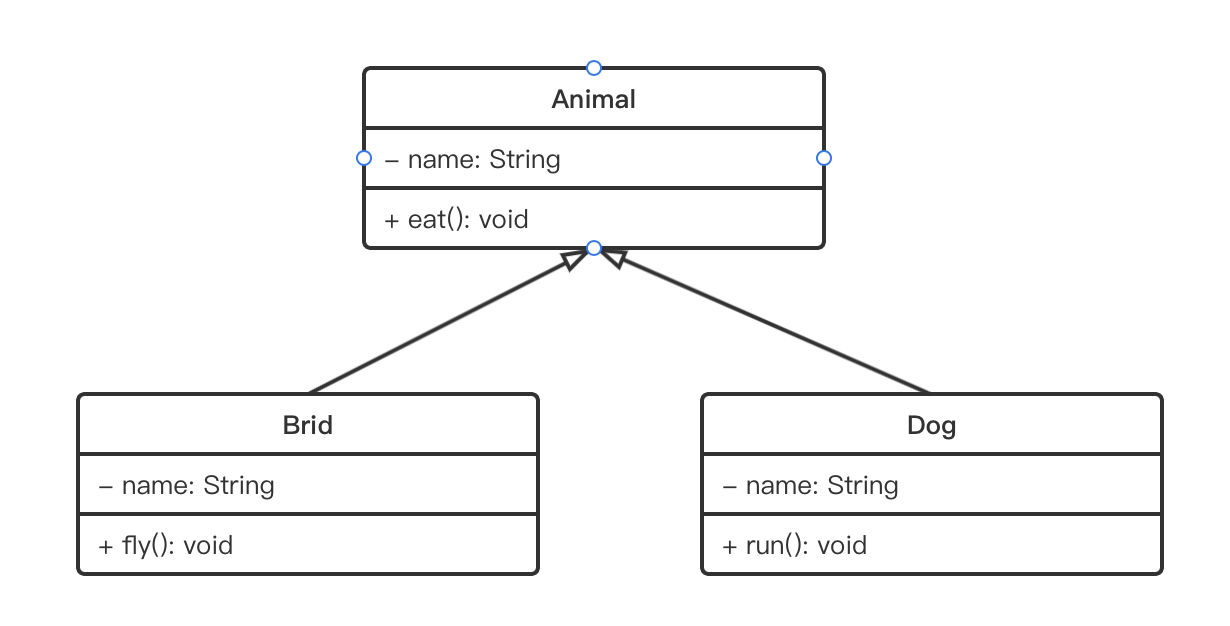 Animal
– name: String
+ eat(): void
Brid
– name: String
+ fly(): void
Dog
– name: String
+ run(): void